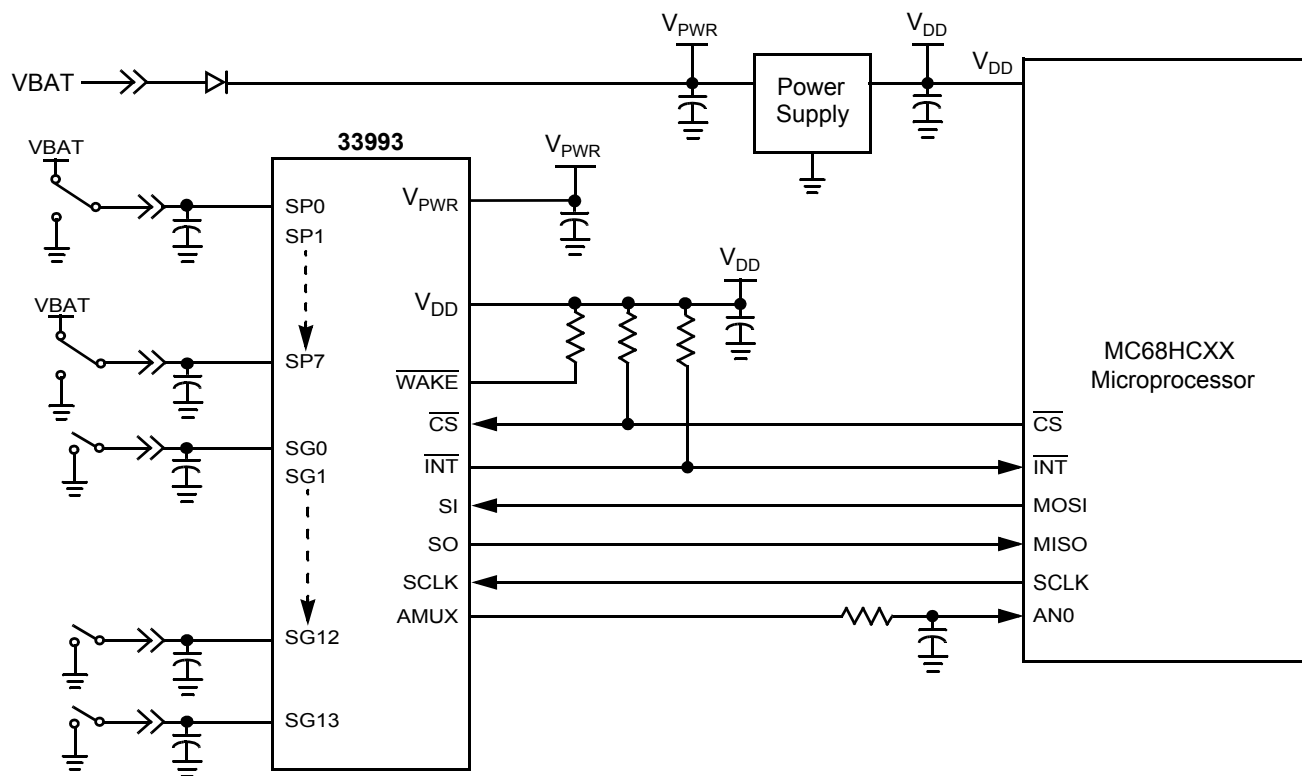 V_PWR
V_DD
VBAT
Power
Supply
V_DD
33993
VBAT
SP0
SP1
V_PWR
V_PWR
VBAT
SP7
V_DD
V_DD
WAKE
CS
INT
SG0
SG1
SI
SO
SCLK
AMUX
SG12
SG13
MC68HCXX
Microprocessor
CS
INT
MOSI
MISO
SCLK
AN0